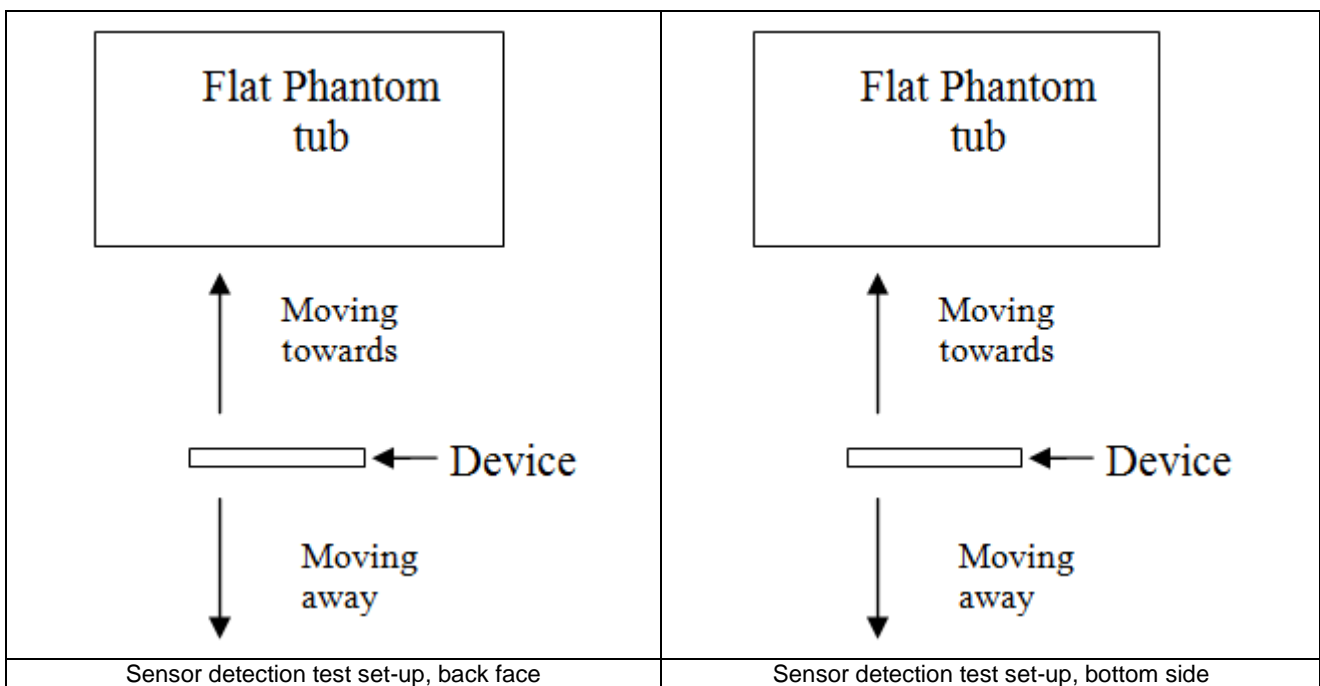 Flat Phantom
tub
Moving
towards
Device
Moving
away
Sensor detection test set-up, back face
Flat Phantom
tub
Moving
towards
Device
Moving
away
Sensor detection test set-up, bottom side